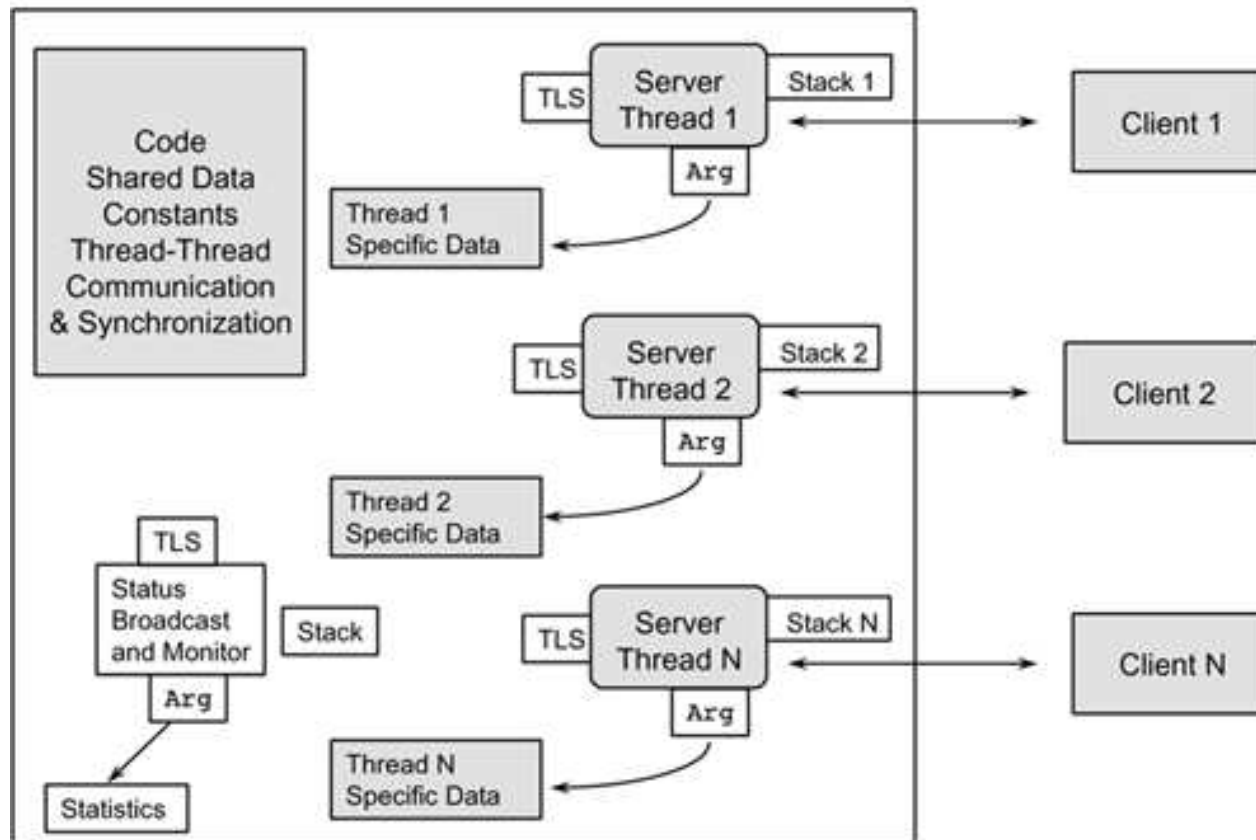 Code
Shared Data
Constants
Thread-Thread
Communication
& Synchronization
TLS
Server
Thread 1
Stack 1
Arg
Thread 1
Specific Data
Client 1
TLS
Server
Thread 2
Stack 2
Arg
Thread 2
Specific Data
Client 2
TLS
Status
Broadcast
and Monitor
Stack
Arg
Statistics
TLS
Server
Thread N
Stack N
Arg
Thread N
Specific Data
Client N